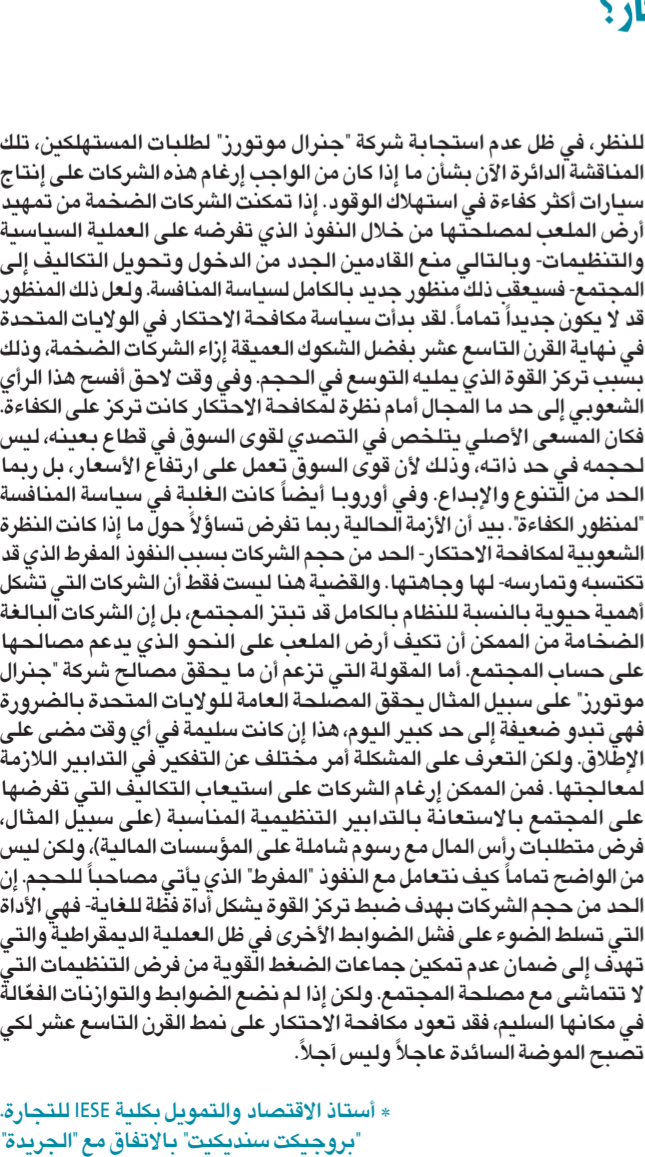 ار؟
للنظر، في ظل عدم استجابة شركة "جنرال موتورز" لطلبات المستهلكين، تلك
المناقشة الدائرة الآن بشأن ما إذا كان من الواجب إرغام هذه الشركات على إنتاج
سيارات أكثر كفاءة في استهلاك الوقود. إذا تمكنت الشركات الضخمة من تمهيد
أرض الملعب لمصلحتها من خلال النفوذ الذي تفرضه على العملية السياسية
والتنظيمات- وبالتالي منع القادمين الجدد من الدخول وتحويل التكاليف إلى
المجتمع- فسيعقب ذلك منظور جديد بالكامل لسياسة المنافسة. ولعل ذلك المنظور
قد لا يكون جديداً تماماً. لقد بدأت سياسة مكافحة الاحتكار في الولايات المتحدة
في نهاية القرن التاسع عشر بفضل الشكوك العميقة إزاء الشركات الضخمة، وذلك
بسبب تركز القوة الذي يمليه التوسع في الحجم. وفي وقت لاحق أفسح هذا الرأي
الشعوبي إلى حد ما المجال أمام نظرة لمكافحة الاحتكار كانت تركز على الكفاءة.
فكان المسعى الأصلي يتلخص في التصدي لقوى السوق في قطاع بعينه، ليس
لحجمه في حد ذاته، وذلك لأن قوى السوق تعمل على ارتفاع الأسعار، بل ربما
الحد من التنوع والإبداع. وفي أوروبا أيضاً كانت الغلبة في سياسة المنافسة
"لمنظور الكفاءة". بيد أن الأزمة الحالية ربما تفرض تساؤلاً حول ما إذا كانت النظرة
الشعوبية لمكافحة الاحتكار- الحد من حجم الشركات بسبب النفوذ المفرط الذي قد
تكتسبه وتمارسه- لها وجاهتها. والقضية هنا ليست فقط أن الشركات التي تشكل
أهمية حيوية بالنسبة للنظام بالكامل قد تبتز المجتمع، بل إن الشركات البالغة
الضخامة من الممكن أن تكيف أرض الملعب على النحو الذي يدعم مصالحها
على حساب المجتمع. أما المقولة التي تزعم أن ما يحقق مصالح شركة "جنرال
موتورز" على سبيل المثال يحقق المصلحة العامة للولايات المتحدة بالضرورة
فهي تبدو ضعيفة إلى حد كبير اليوم، هذا إن كانت سليمة في أي وقت مضى على
الإطلاق. ولكن التعرف على المشكلة أمر مختلف عن التفكير في التدابير اللازمة
لمعالجتها. فمن الممكن إرغام الشركات على استيعاب التكاليف التي تفرضها
على المجتمع بالاستعانة بالتدابير التنظيمية المناسبة (على سبيل المثال،
فرض متطلبات رأس المال مع رسوم شاملة على المؤسسات المالية)، ولكن ليس
من الواضح تماماً كيف نتعامل مع النفوذ "المفرط" الذي يأتي مصاحباً للحجم. إن
الحد من حجم الشركات بهدف ضبط تركز القوة يشكل أداة فظة للغاية- فهي الأداة
التي تسلط الضوء على فشل الضوابط الأخرى في ظل العملية الديمقراطية والتي
تهدف إلى ضمان عدم تمكين جماعات الضغط القوية من فرض التنظيمات التي
لا تتماشى مع مصلحة المجتمع. ولكن إذا لم نضع الضوابط والتوازنات الفعّالة
في مكانها السليم، فقد تعود مكافحة الاحتكار على نمط القرن التاسع عشر لكي
تصبح الموضة السائدة عاجلاً وليس آجلاً.
* أستاذ الاقتصاد والتمويل بكلية IESE للتجارة.
"بروجيكت سنديكيت" بالاتفاق مع "الجريدة"